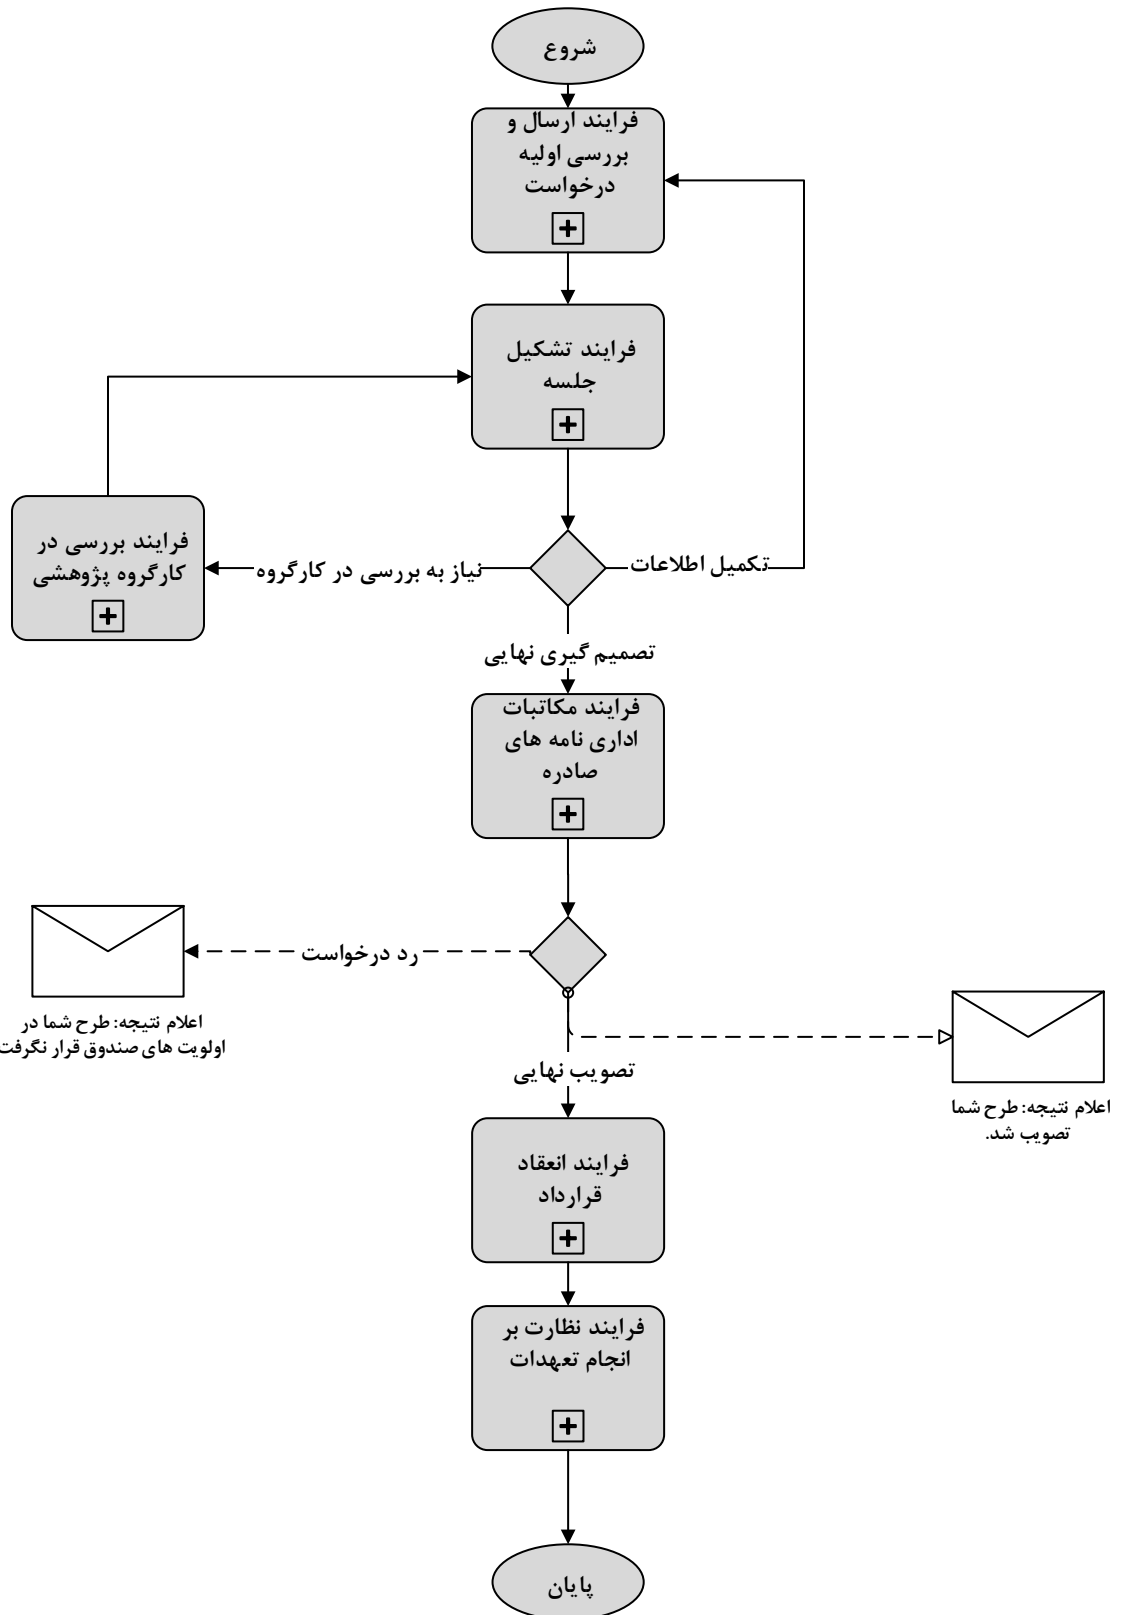 شروع
فرایند ارسال و
بررسی اولیه
درخواست
فرایند تشکیل
جلسه
فرایند بررسی در
کارگروه پژوهشی
نیاز به بررسی در کارگروه
تکمیل اطلاعات
تصمیم گیری نهایی
فرایند مکاتبات
اداری نامه های
صادره
رد درخواست
اعلام نتیجه: طرح شما در
اولویت های صندوق قرار نگرفت
تصویب نهایی
اعلام نتیجه: طرح شما
تصویب شد.
فرایند انعقاد
قرارداد
فرایند نظارت بر
انجام تعهدات
پایان